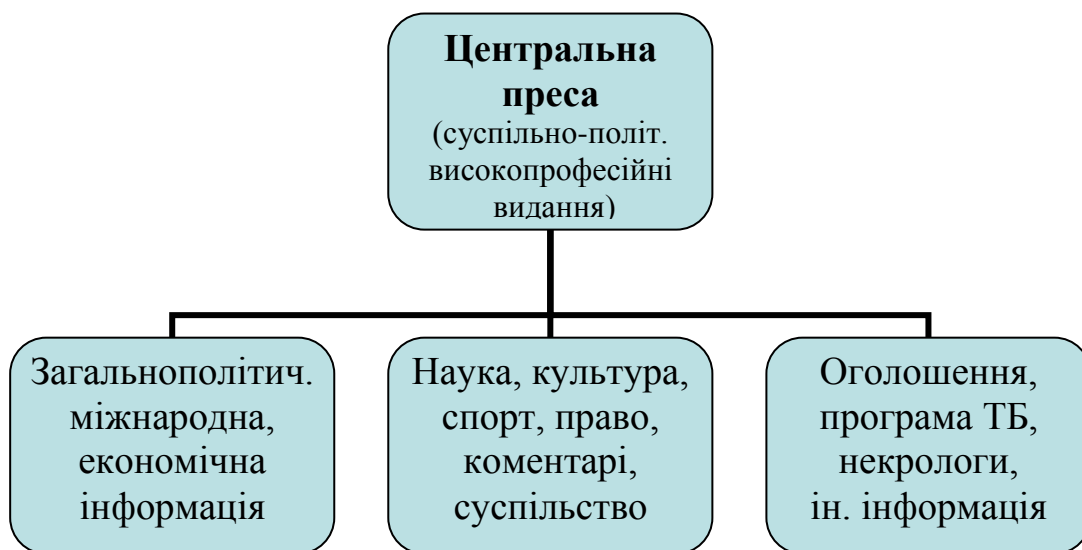 Центральна
преса
(суспільно-політ.
високопрофесійні
видання)
Загальнополітич.
міжнародна,
економічна
інформація
Наука, культура,
спорт, право,
коментарі,
суспільство
Оголошення,
програма ТБ,
некрологи,
ін. інформація